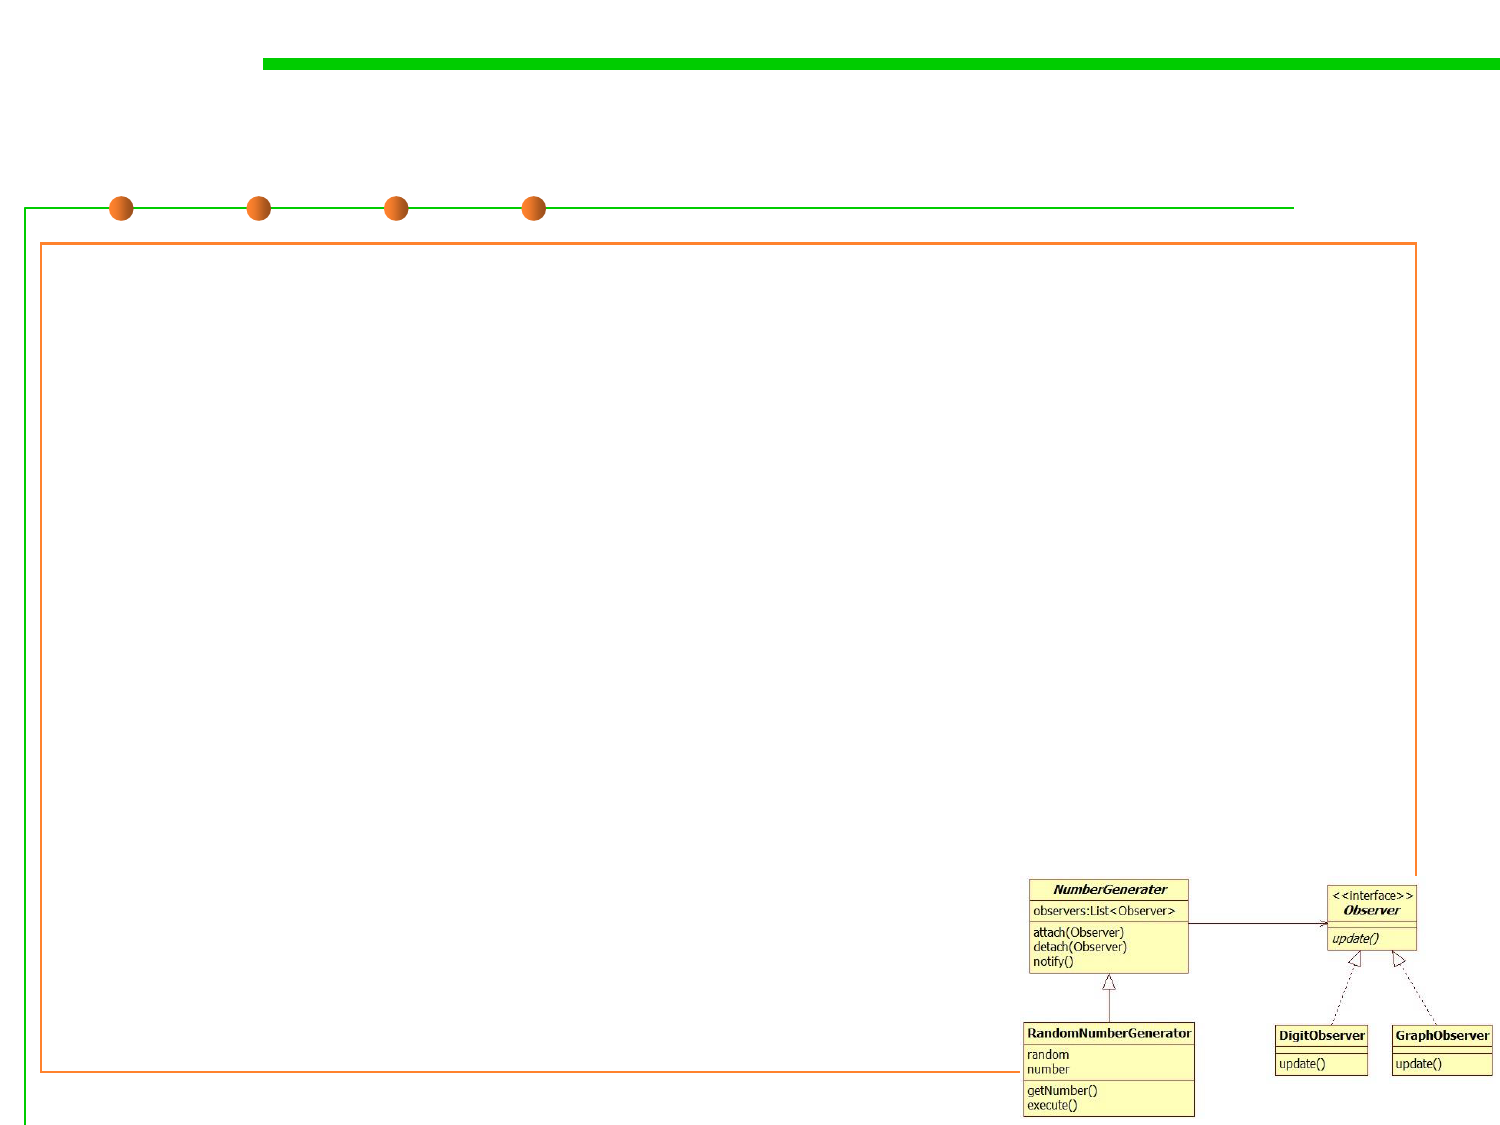 NumberGenerater
observers:List<Observer>
attach(Observer)
detach(Observer)
notify()
<<interface>>
Observer
update()
RandomNumberGenerator
random
number
getNumber()
execute()
DigitObserver
update()
GraphObserver
update()